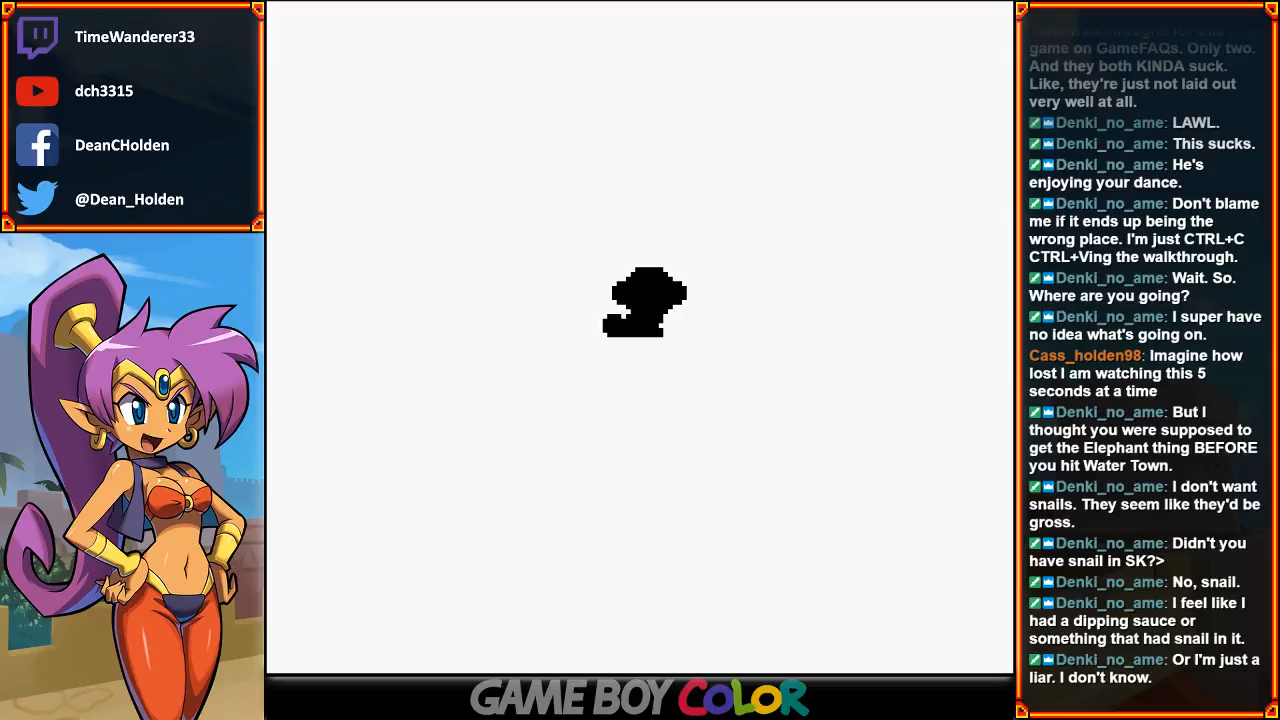 TimeWanderer33
dch3315
DeanCHolden
@Dean_Holden
game on GameFAQs. Only two.
And they both KINDA suck.
Like, they're just not laid out
very well at all.
Denki_no_ame: LAWL.
Denki_no_ame: This sucks.
Denki_no_ame: He's
enjoying your dance.
Denki_no_ame: Don't blame
me if it ends up being the
wrong place. I'm just CTRL+C
CTRL+Ving the walkthrough.
Denki_no_ame: Wait. So.
Where are you going?
Denki_no_ame: I super have
no idea what's going on.
Cass_holden98: Imagine how
lost I am watching this 5
seconds at a time
Denki_no_ame: But I
thought you were supposed to
get the Elephant thing BEFORE
you hit Water Town.
Denki_no_ame: I don't want
snails. They seem like they'd be
gross.
Denki_no_ame: Didn't you
have snail in SK?>
Denki_no_ame: No, snail.
Denki_no_ame: I feel like I
had a dipping sauce or
something that had snail in it.
Denki_no_ame: Or I'm just a
liar. I don't know.
GAME BOY COLOR